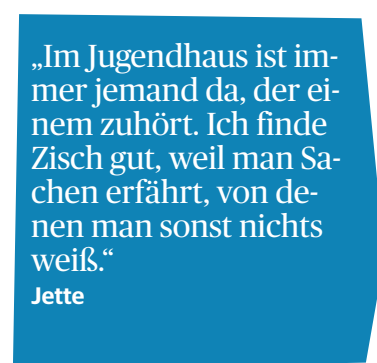 „Im Jugendhaus ist im-
mer jemand da, der ei-
nem zuhört. Ich finde
Zisch gut, weil man Sa-
chen erfährt, von de-
nen man sonst nichts
weiß.“
Jette